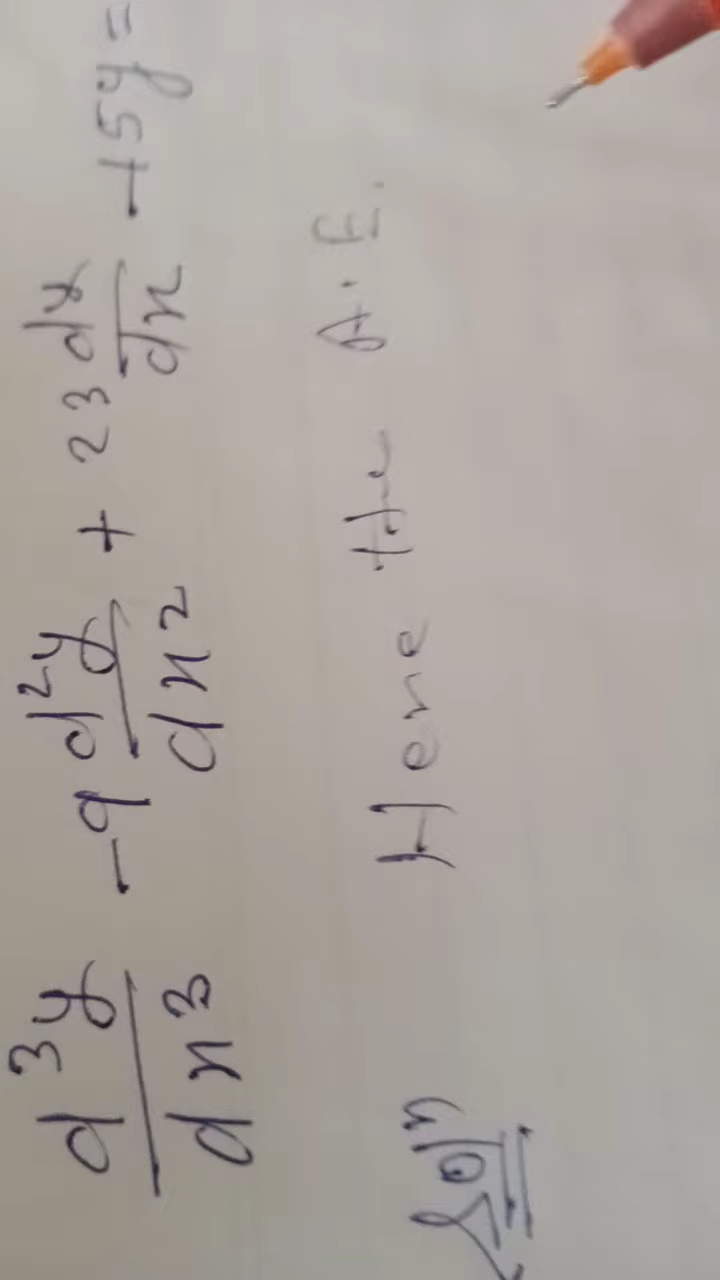 d³y/dx³ - 9 d²y/dx² + 23 dy/dx - 15y =
Solⁿ Here the A.E.